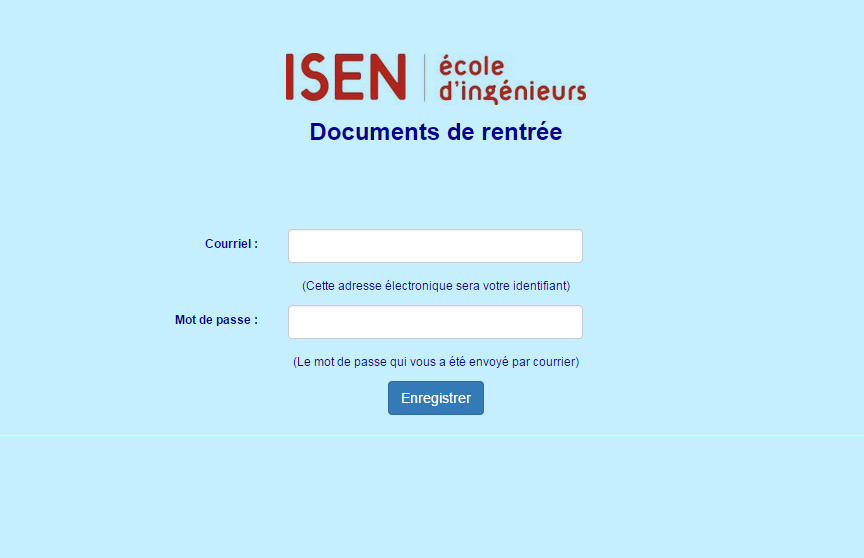 ISEN
école
d'ingénieurs
Documents de rentrée
Courriel :
(Cette adresse électronique sera votre identifiant)
Mot de passe :
(Le mot de passe qui vous a été envoyé par courrier)
Enregistrer